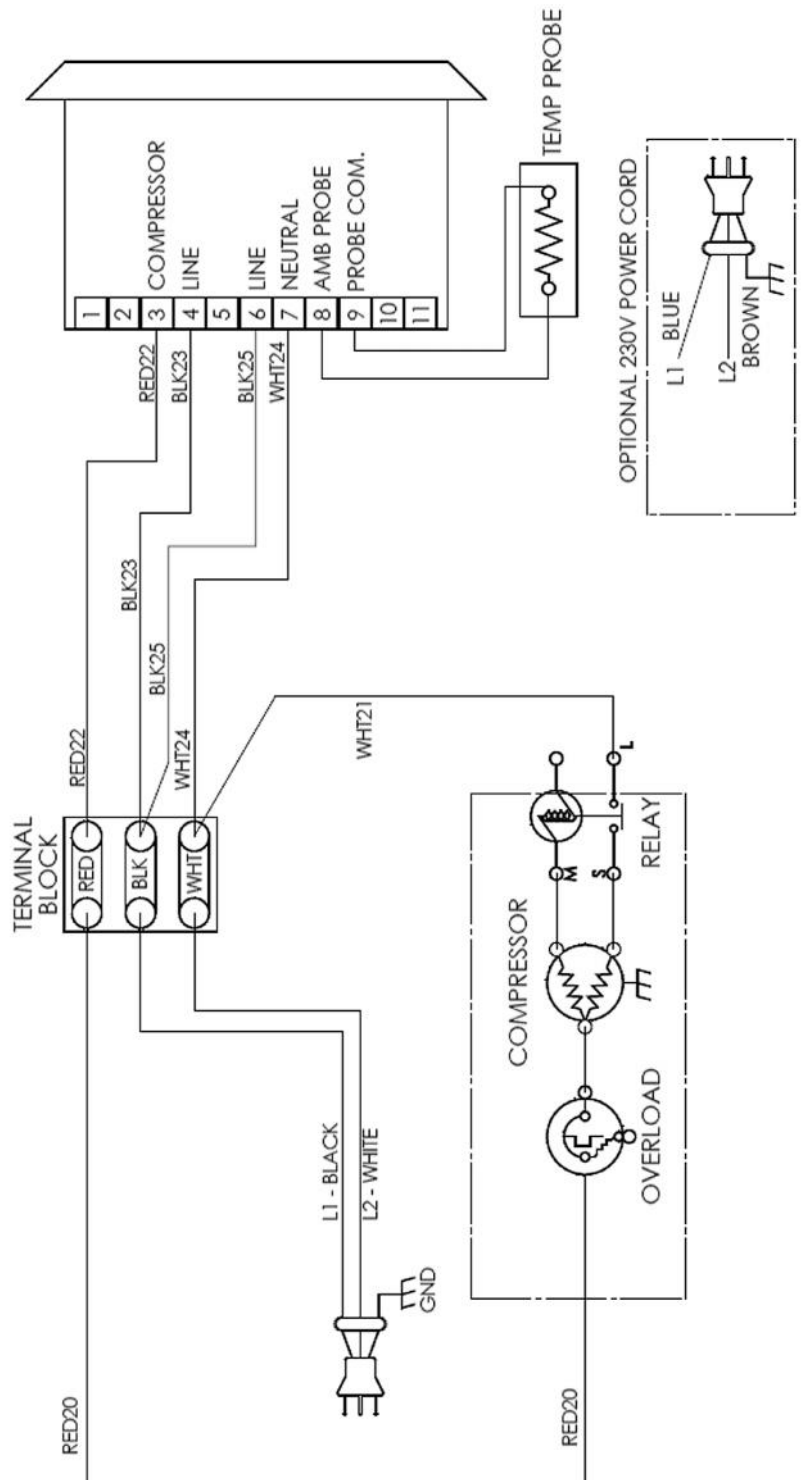 TERMINAL
BLOCK
RED
BLK
WHT
RED22
BLK23
BLK25
WHT24
RED22
BLK23
BLK25
WHT24
1
2
3
4
5
6
7
8
9
10
11
COMPRESSOR
LINE
LINE
NEUTRAL
AMB PROBE
PROBE COM.
TEMP PROBE
RED20
L1 - BLACK
L2 - WHITE
GND
WHT21
RED20
OVERLOAD
COMPRESSOR
M
S
L
RELAY
OPTIONAL 230V POWER CORD
L1
BLUE
L2
BROWN